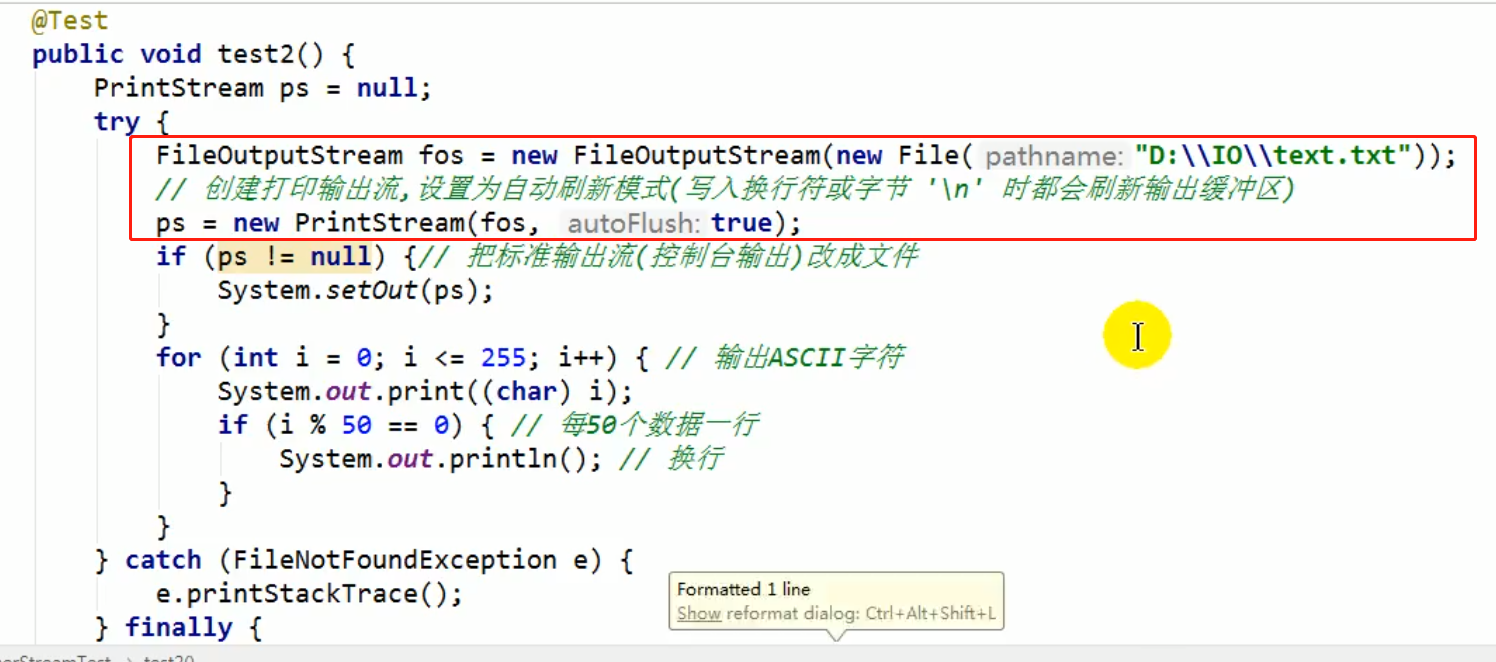 @Test
public void test2() {
PrintStream ps = null;
try {
FileOutputStream fos = new FileOutputStream(new File( pathname: "D:\\IO\\text.txt"));
// 创建打印输出流,设置为自动刷新模式(写入换行符或字节 '\n' 时都会刷新输出缓冲区)
ps = new PrintStream(fos, autoFlush: true);
if (ps != null) {// 把标准输出流(控制台输出)改成文件
System.setOut(ps);
}
for (int i = 0; i <= 255; i++) { // 输出ASCII字符
System.out.print((char) i);
if (i % 50 == 0) { // 每50个数据一行
System.out.println(); // 换行
}
}
} catch (FileNotFoundException e) {
e.printStackTrace();
} finally {
Formatted 1 line
Show reformat dialog: Ctrl+Alt+Shift+L